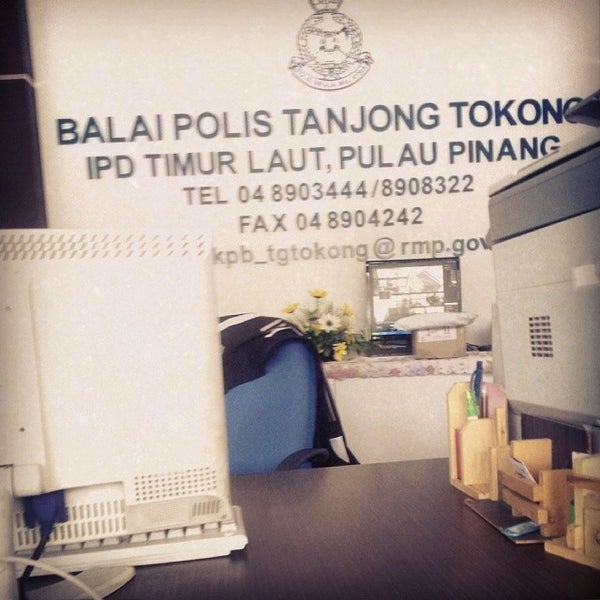 BALAI POLIS TANJONG TOKONG
IPD TIMUR LAUT, PULAU PINANG
TEL 04 8903444/8908322
FAX 04 8904242
kpb_tgtokong@rmp.gov